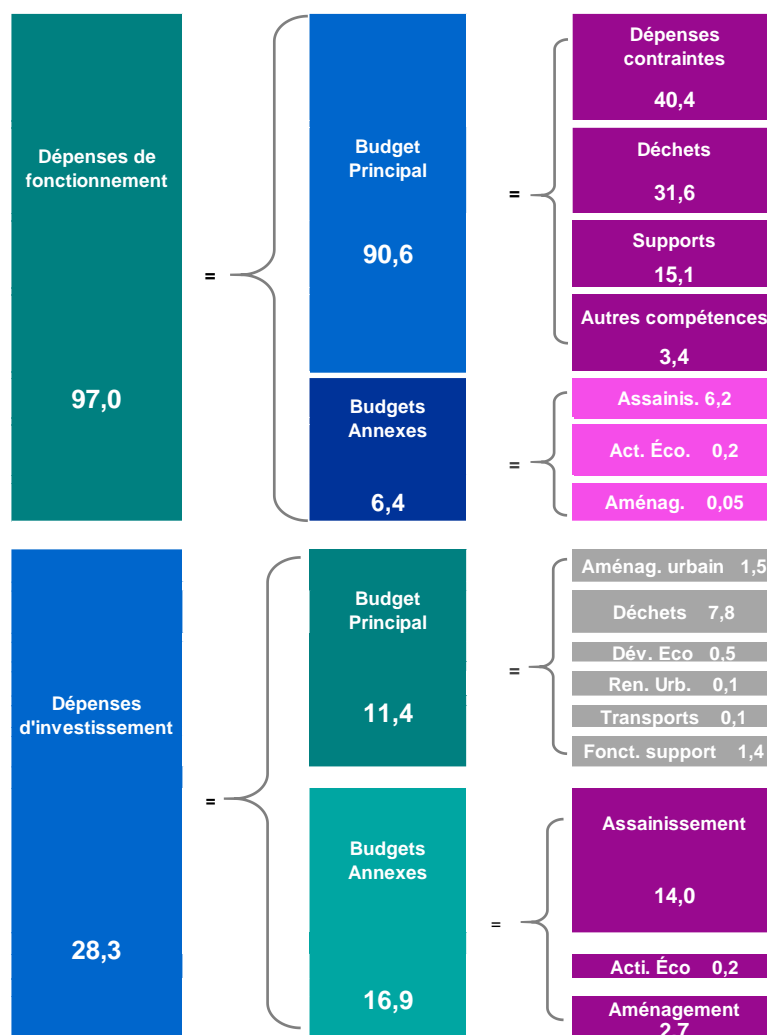 Dépenses de
fonctionnement
97,0
=
Budget
Principal
90,6
=
Dépenses
contraintes
40,4
Déchets
31,6
Supports
15,1
Autres compétences
3,4
Budgets
Annexes
6,4
=
Assainis. 6,2
Act. Éco. 0,2
Aménag. 0,05
Dépenses
d'investissement
28,3
=
Budget
Principal
11,4
=
Aménag. urbain 1,5
Déchets 7,8
Dév. Eco 0,5
Ren. Urb. 0,1
Transports 0,1
Fonct. support 1,4
Budgets
Annexes
16,9
=
Assainissement
14,0
Acti. Éco 0,2
Aménagement
2,7